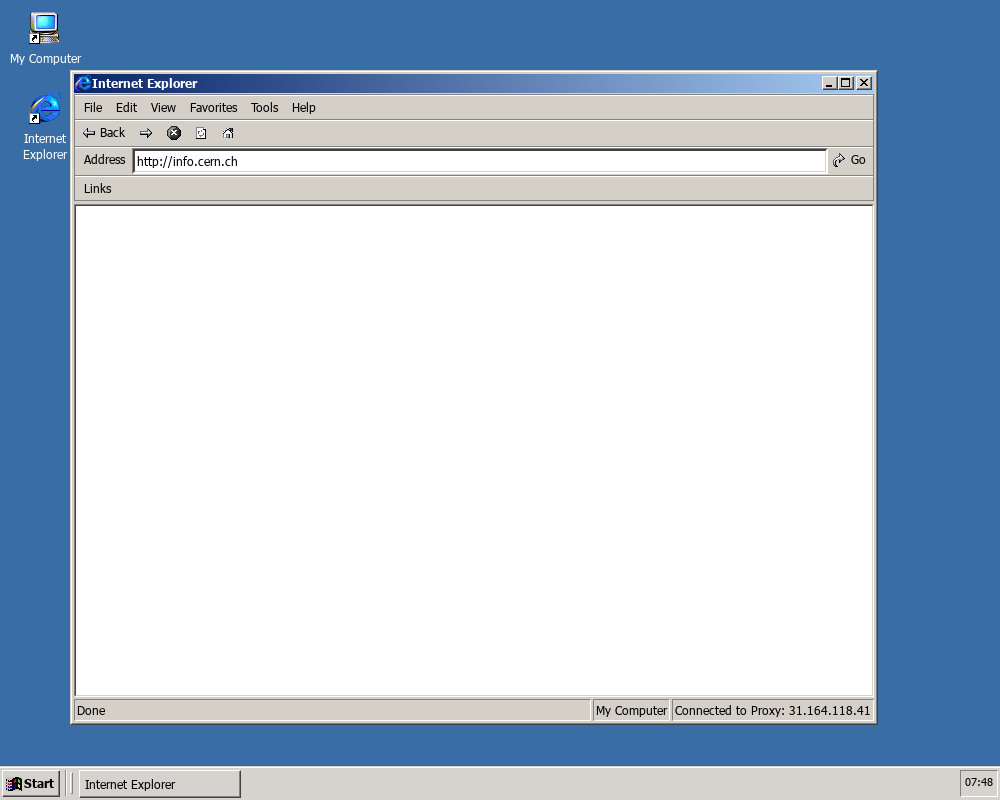 My Computer
Internet
Explorer
Internet Explorer
File Edit View Favorites Tools Help
Back
Address http://info.cern.ch Go
Links
Done My Computer Connected to Proxy: 31.164.118.41
Start Internet Explorer 07:48